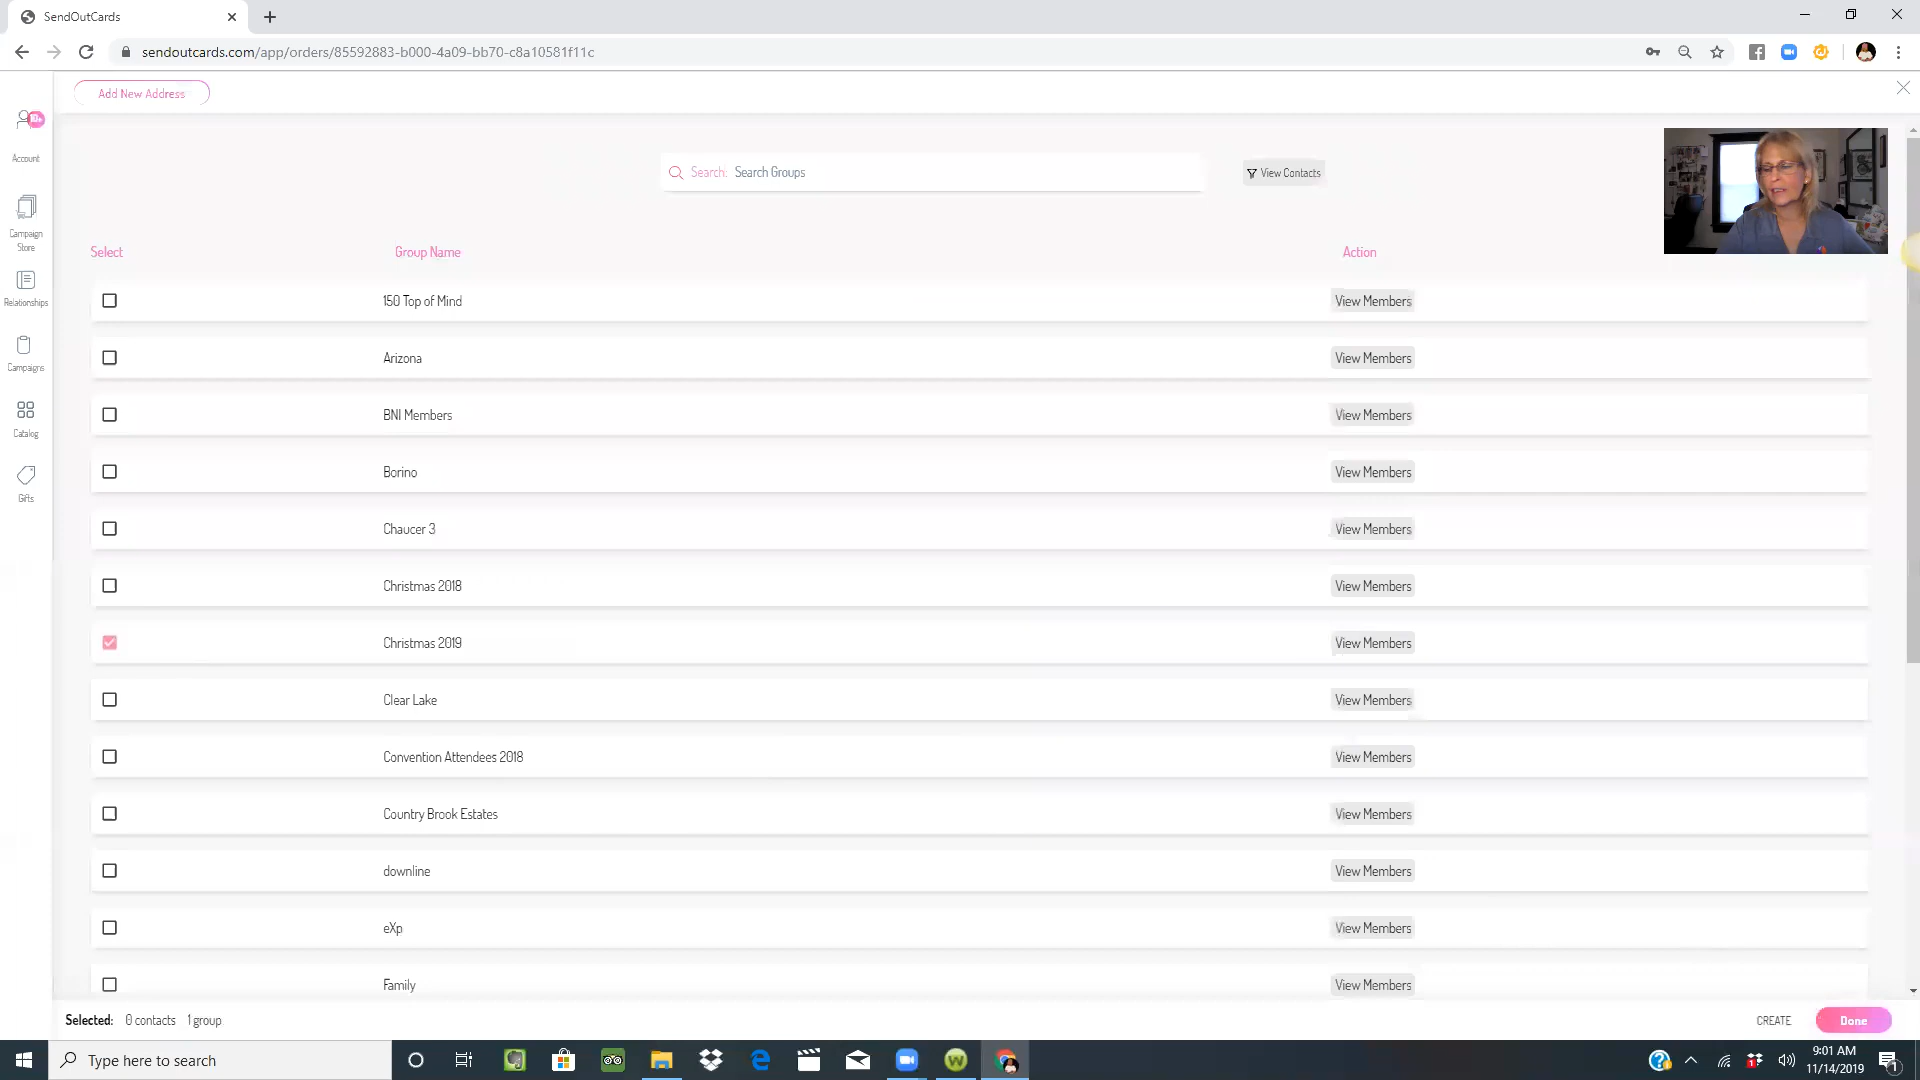 SendOutCards
sendoutcards.com/app/orders/85592883-b000-4a09-bb70-c8a10581f11c
Add New Address
Account
Campaign
Store
Relationships
Campaigns
Catalog
Gifts
Search: Search Groups
View Contacts
Select Group Name Action
150 Top of Mind View Members
Arizona View Members
BNI Members View Members
Borino View Members
Chaucer 3 View Members
Christmas 2018 View Members
Christmas 2019 View Members
Clear Lake View Members
Convention Attendees 2018 View Members
Country Brook Estates View Members
downline View Members
eXp View Members
Family View Members
Selected: 0 contacts 1 group
CREATE Done
Type here to search
9:01 AM
11/14/2019